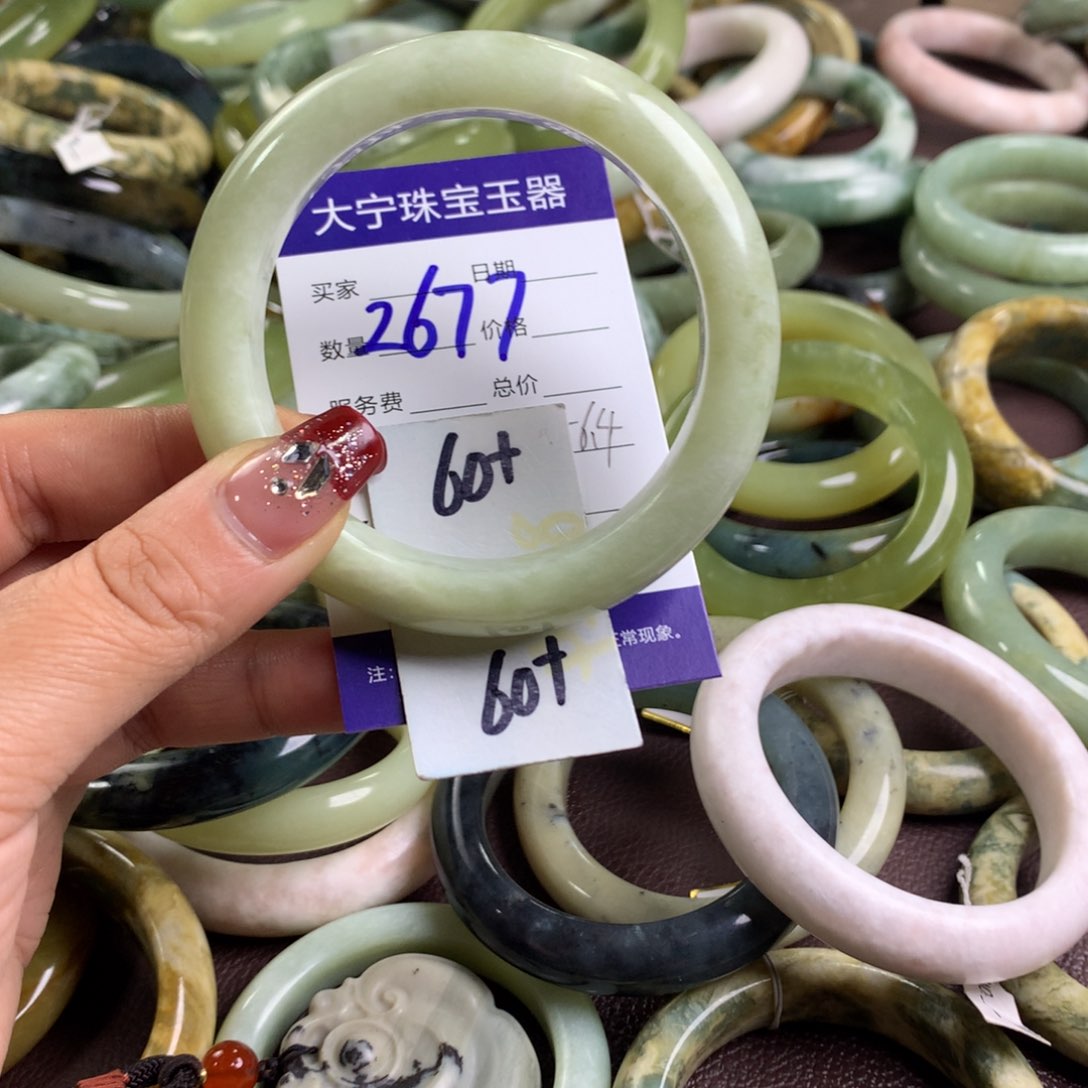 大宁珠宝玉器
买家 日期
2677
数量 价格
服务费 总价
64
60+
60+
注: 正常现象。